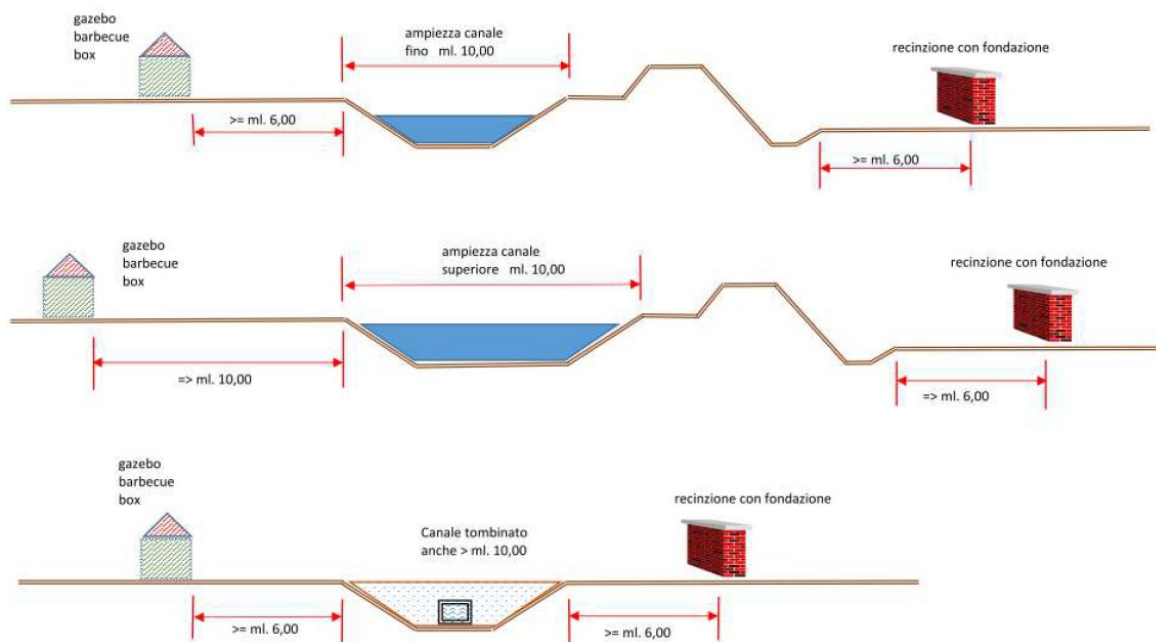 gazebo
barbecue
box
ampiezza canale
fino ml. 10,00
recinzione con fondazione
>= ml. 6,00
>= ml. 6,00
gazebo
barbecue
box
ampiezza canale
superiore ml. 10,00
recinzione con fondazione
=> ml. 10,00
=> ml. 6,00
gazebo
barbecue
box
Canale tombinato
anche > ml. 10,00
recinzione con fondazione
>= ml. 6,00
>= ml. 6,00